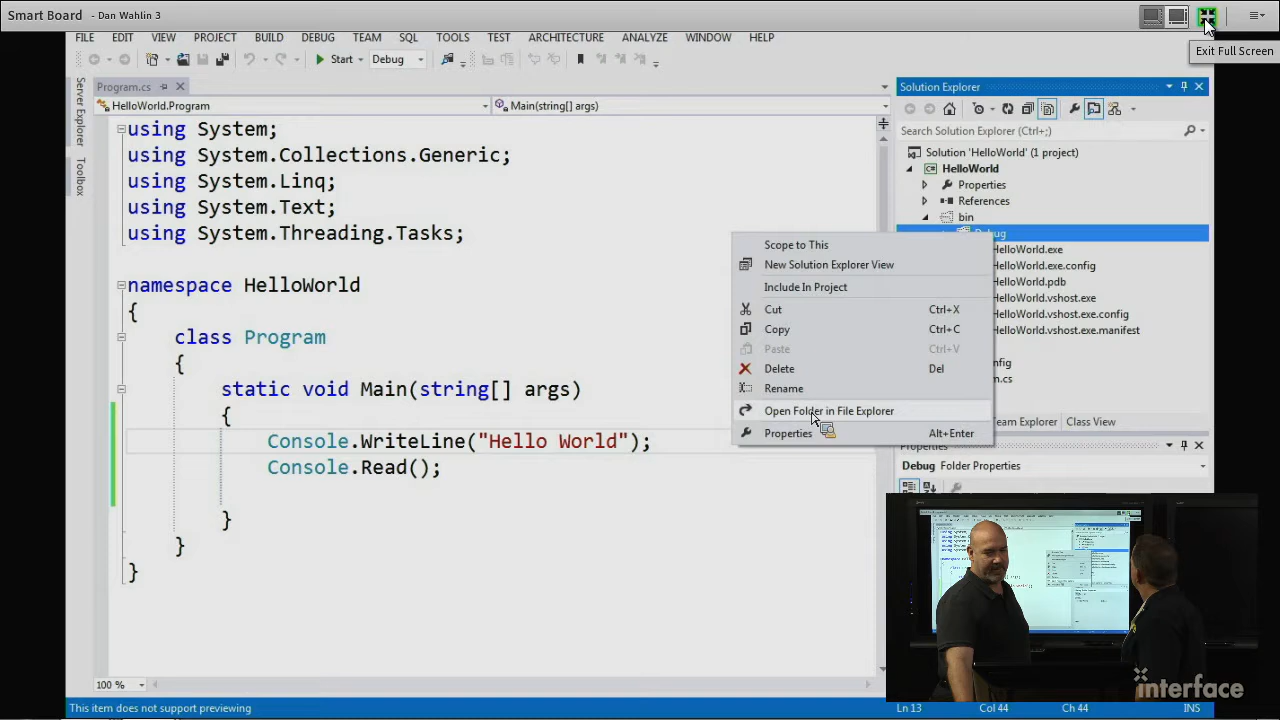 Smart Board - Dan Wahlin 3
Exit Full Screen
FILE EDIT VIEW PROJECT BUILD DEBUG TEAM SQL TOOLS TEST ARCHITECTURE ANALYZE WINDOW HELP
Start Debug
Server Explorer
Toolbox
Program.cs
HelloWorld.Program
Main(string[] args)
using System;
using System.Collections.Generic;
using System.Linq;
using System.Text;
using System.Threading.Tasks;
namespace HelloWorld
{
class Program
{
static void Main(string[] args)
{
Console.WriteLine("Hello World");
Console.Read();
}
}
}
100 %
Solution Explorer
Search Solution Explorer (Ctrl+;)
Solution 'HelloWorld' (1 project)
HelloWorld
Properties
References
bin
Debug
HelloWorld.exe
HelloWorld.exe.config
HelloWorld.pdb
HelloWorld.vshost.exe
HelloWorld.vshost.exe.config
HelloWorld.vshost.exe.manifest
Scope to This
New Solution Explorer View
Include In Project
Cut Ctrl+X
Copy Ctrl+C
Paste Ctrl+V
Delete Del
Rename
Open Folder in File Explorer
Properties Alt+Enter
Team Explorer
Class View
Properties
Debug Folder Properties
interface
This item does not support previewing
Ln 13 Col 44 Ch 44 INS